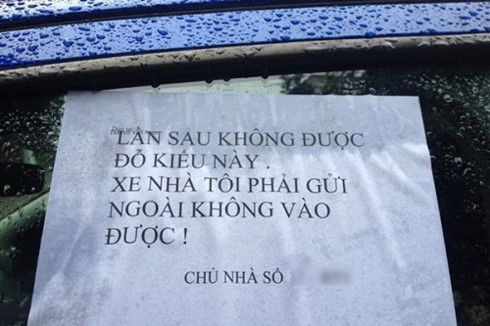 LẦN SAU KHÔNG ĐƯỢC
ĐỖ KIỂU NÀY .
XE NHÀ TÔI PHẢI GỬI
NGOÀI KHÔNG VÀO
ĐƯỢC !
CHỦ NHÀ SỐ